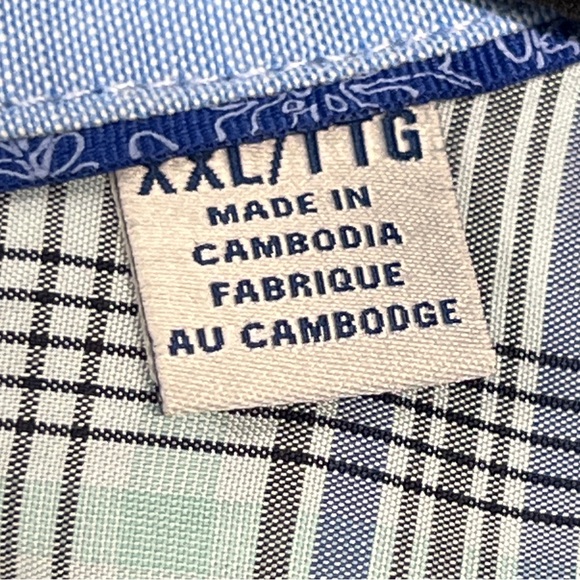 XXL/TTG
MADE IN
CAMBODIA
FABRIQUE
AU CAMBODGE